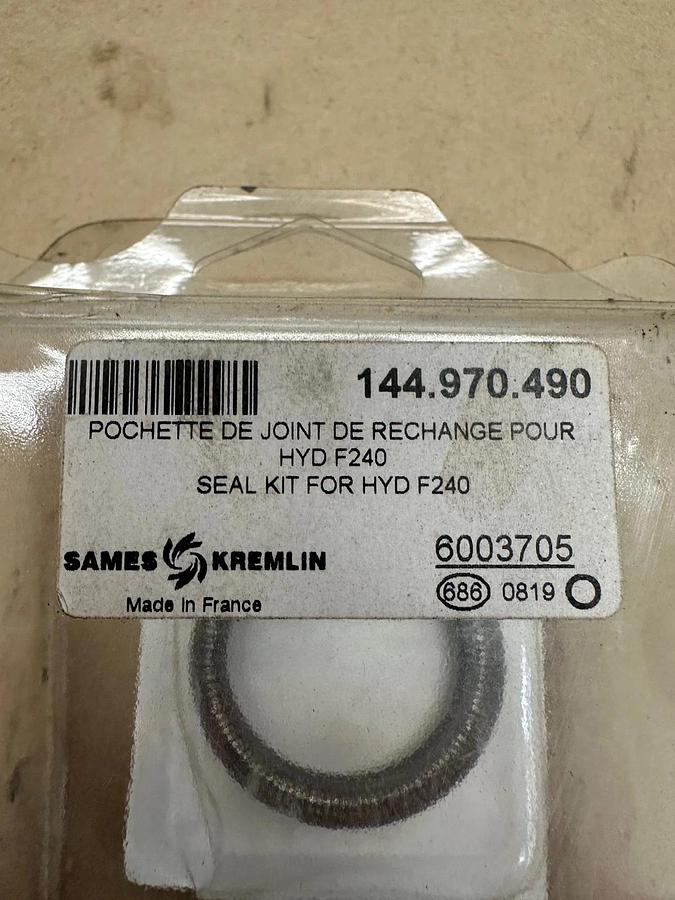 144.970.490
POCHETTE DE JOINT DE RECHANGE POUR
HYD F240
SEAL KIT FOR HYD F240
SAMES KREMLIN
6003705
Made in France
686 0819